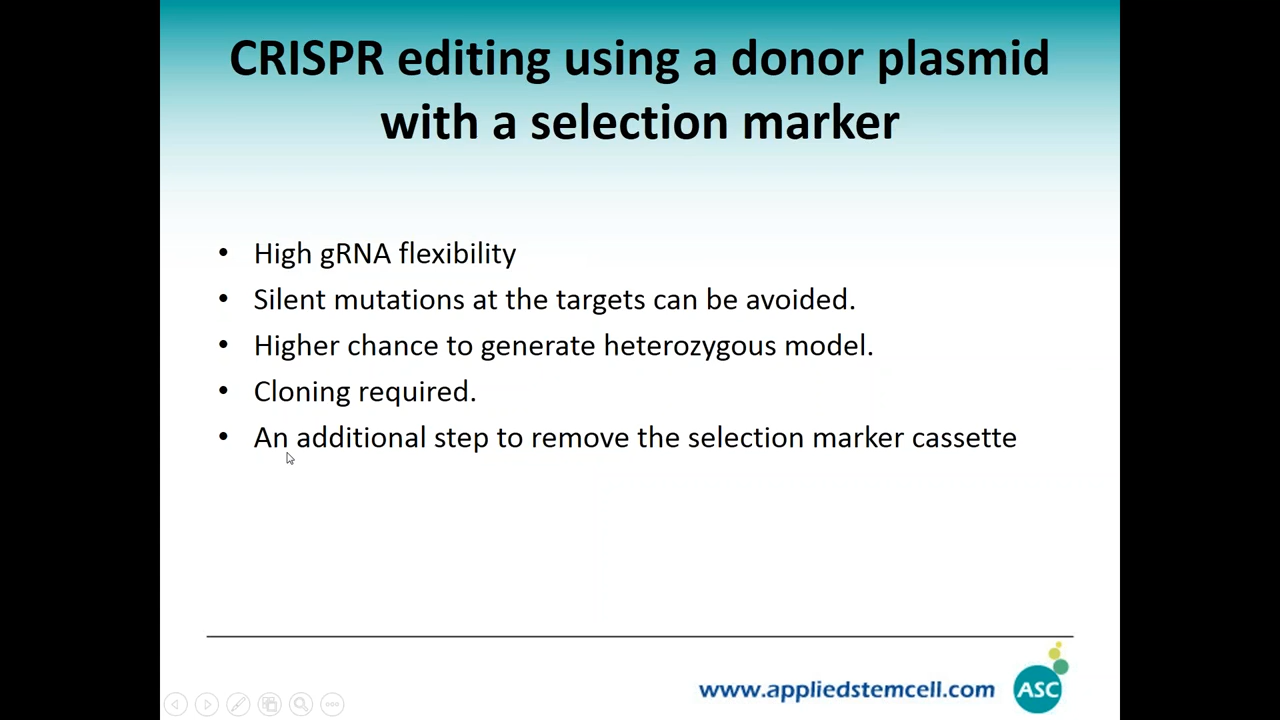 CRISPR editing using a donor plasmid
with a selection marker
• High gRNA flexibility
• Silent mutations at the targets can be avoided.
• Higher chance to generate heterozygous model.
• Cloning required.
• An additional step to remove the selection marker cassette
www.appliedstemcell.com
ASC